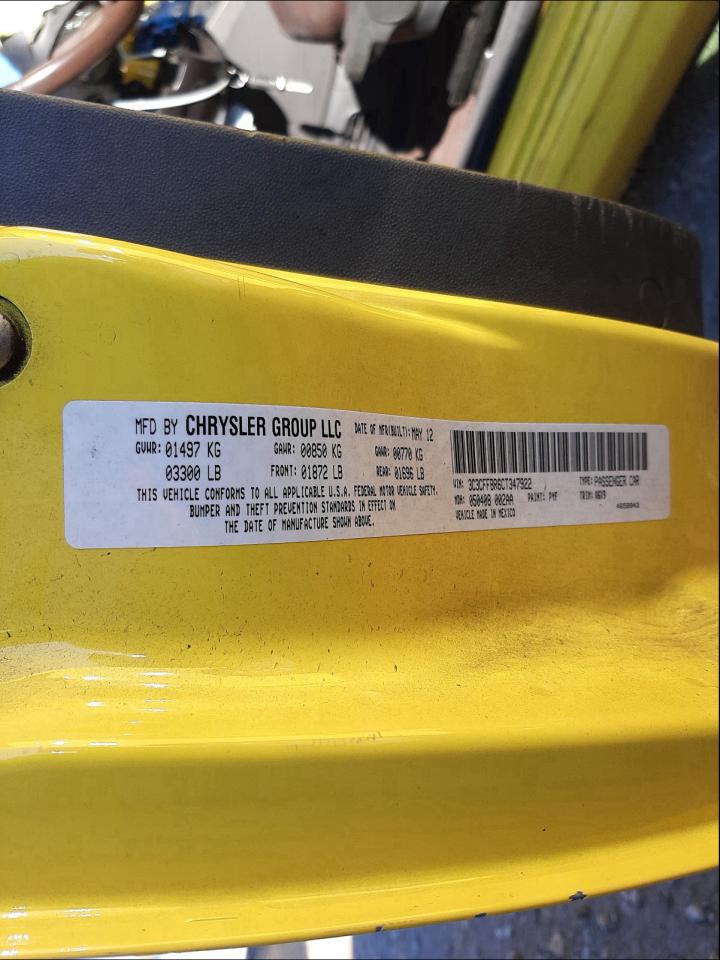 MFD BY CHRYSLER GROUP LLC
DATE OF MFR(BUILT): MAY 12
GVWR: 01497 KG GAWR: 00850 KG GAWR: 00770 KG
03300 LB FRONT: 01872 LB REAR: 01696 LB
THIS VEHICLE CONFORMS TO ALL APPLICABLE U.S.A. FEDERAL MOTOR VEHICLE SAFETY,
BUMPER AND THEFT PREVENTION STANDARDS IN EFFECT ON
THE DATE OF MANUFACTURE SHOWN ABOVE.
VIN: 3C3CFFBR6CT347922 TYPE: PASSENGER CAR
MDH: 050408 002AA PAINT: PYF TRIM:
VEHICLE MADE IN MEXICO